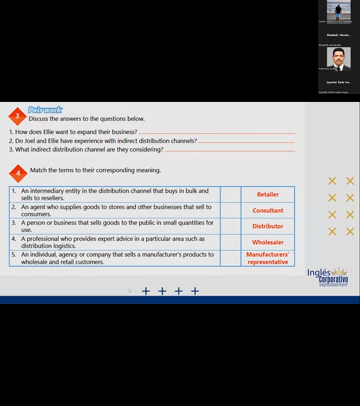 3
Pair work
Discuss the answers to the questions below.
1. How does Ellie want to expand their business?
2. Do Joel and Ellie have experience with indirect distribution channels?
3. What indirect distribution channel are they considering?
4
Match the terms to their corresponding meaning.
1. An intermediary entity in the distribution channel that buys in bulk and
sells to resellers.
Retailer
2. An agent who supplies goods to stores and other businesses that sell to
consumers.
Consultant
3. A person or business that sells goods to the public in small quantities for
use.
Distributor
4. A professional who provides expert advice in a particular area such as
distribution logistics.
Wholesaler
5. An individual, agency or company that sells a manufacturer's products to
wholesale and retail customers.
Manufacturers'
representative
Inglés
Corporativo